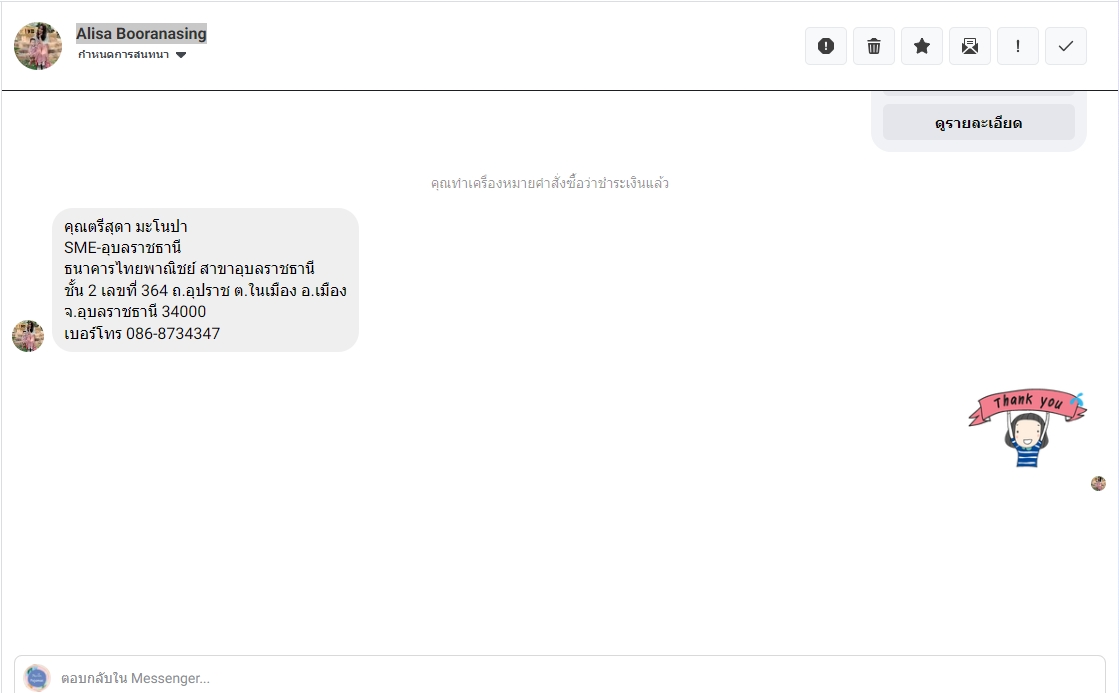 Alisa Booranasing
กำหนดการสนทนา
ดูรายละเอียด
คุณทำเครื่องหมายคำสั่งซื้อว่าชำระเงินแล้ว
คุณตรีสุดา มะโนปา
SME-อุบลราชธานี
ธนาคารไทยพาณิชย์ สาขาอุบลราชธานี
ชั้น 2 เลขที่ 364 ถ.อุปราช ต.ในเมือง อ.เมือง
จ.อุบลราชธานี 34000
เบอร์โทร 086-8734347
Thank you
ตอบกลับใน Messenger...